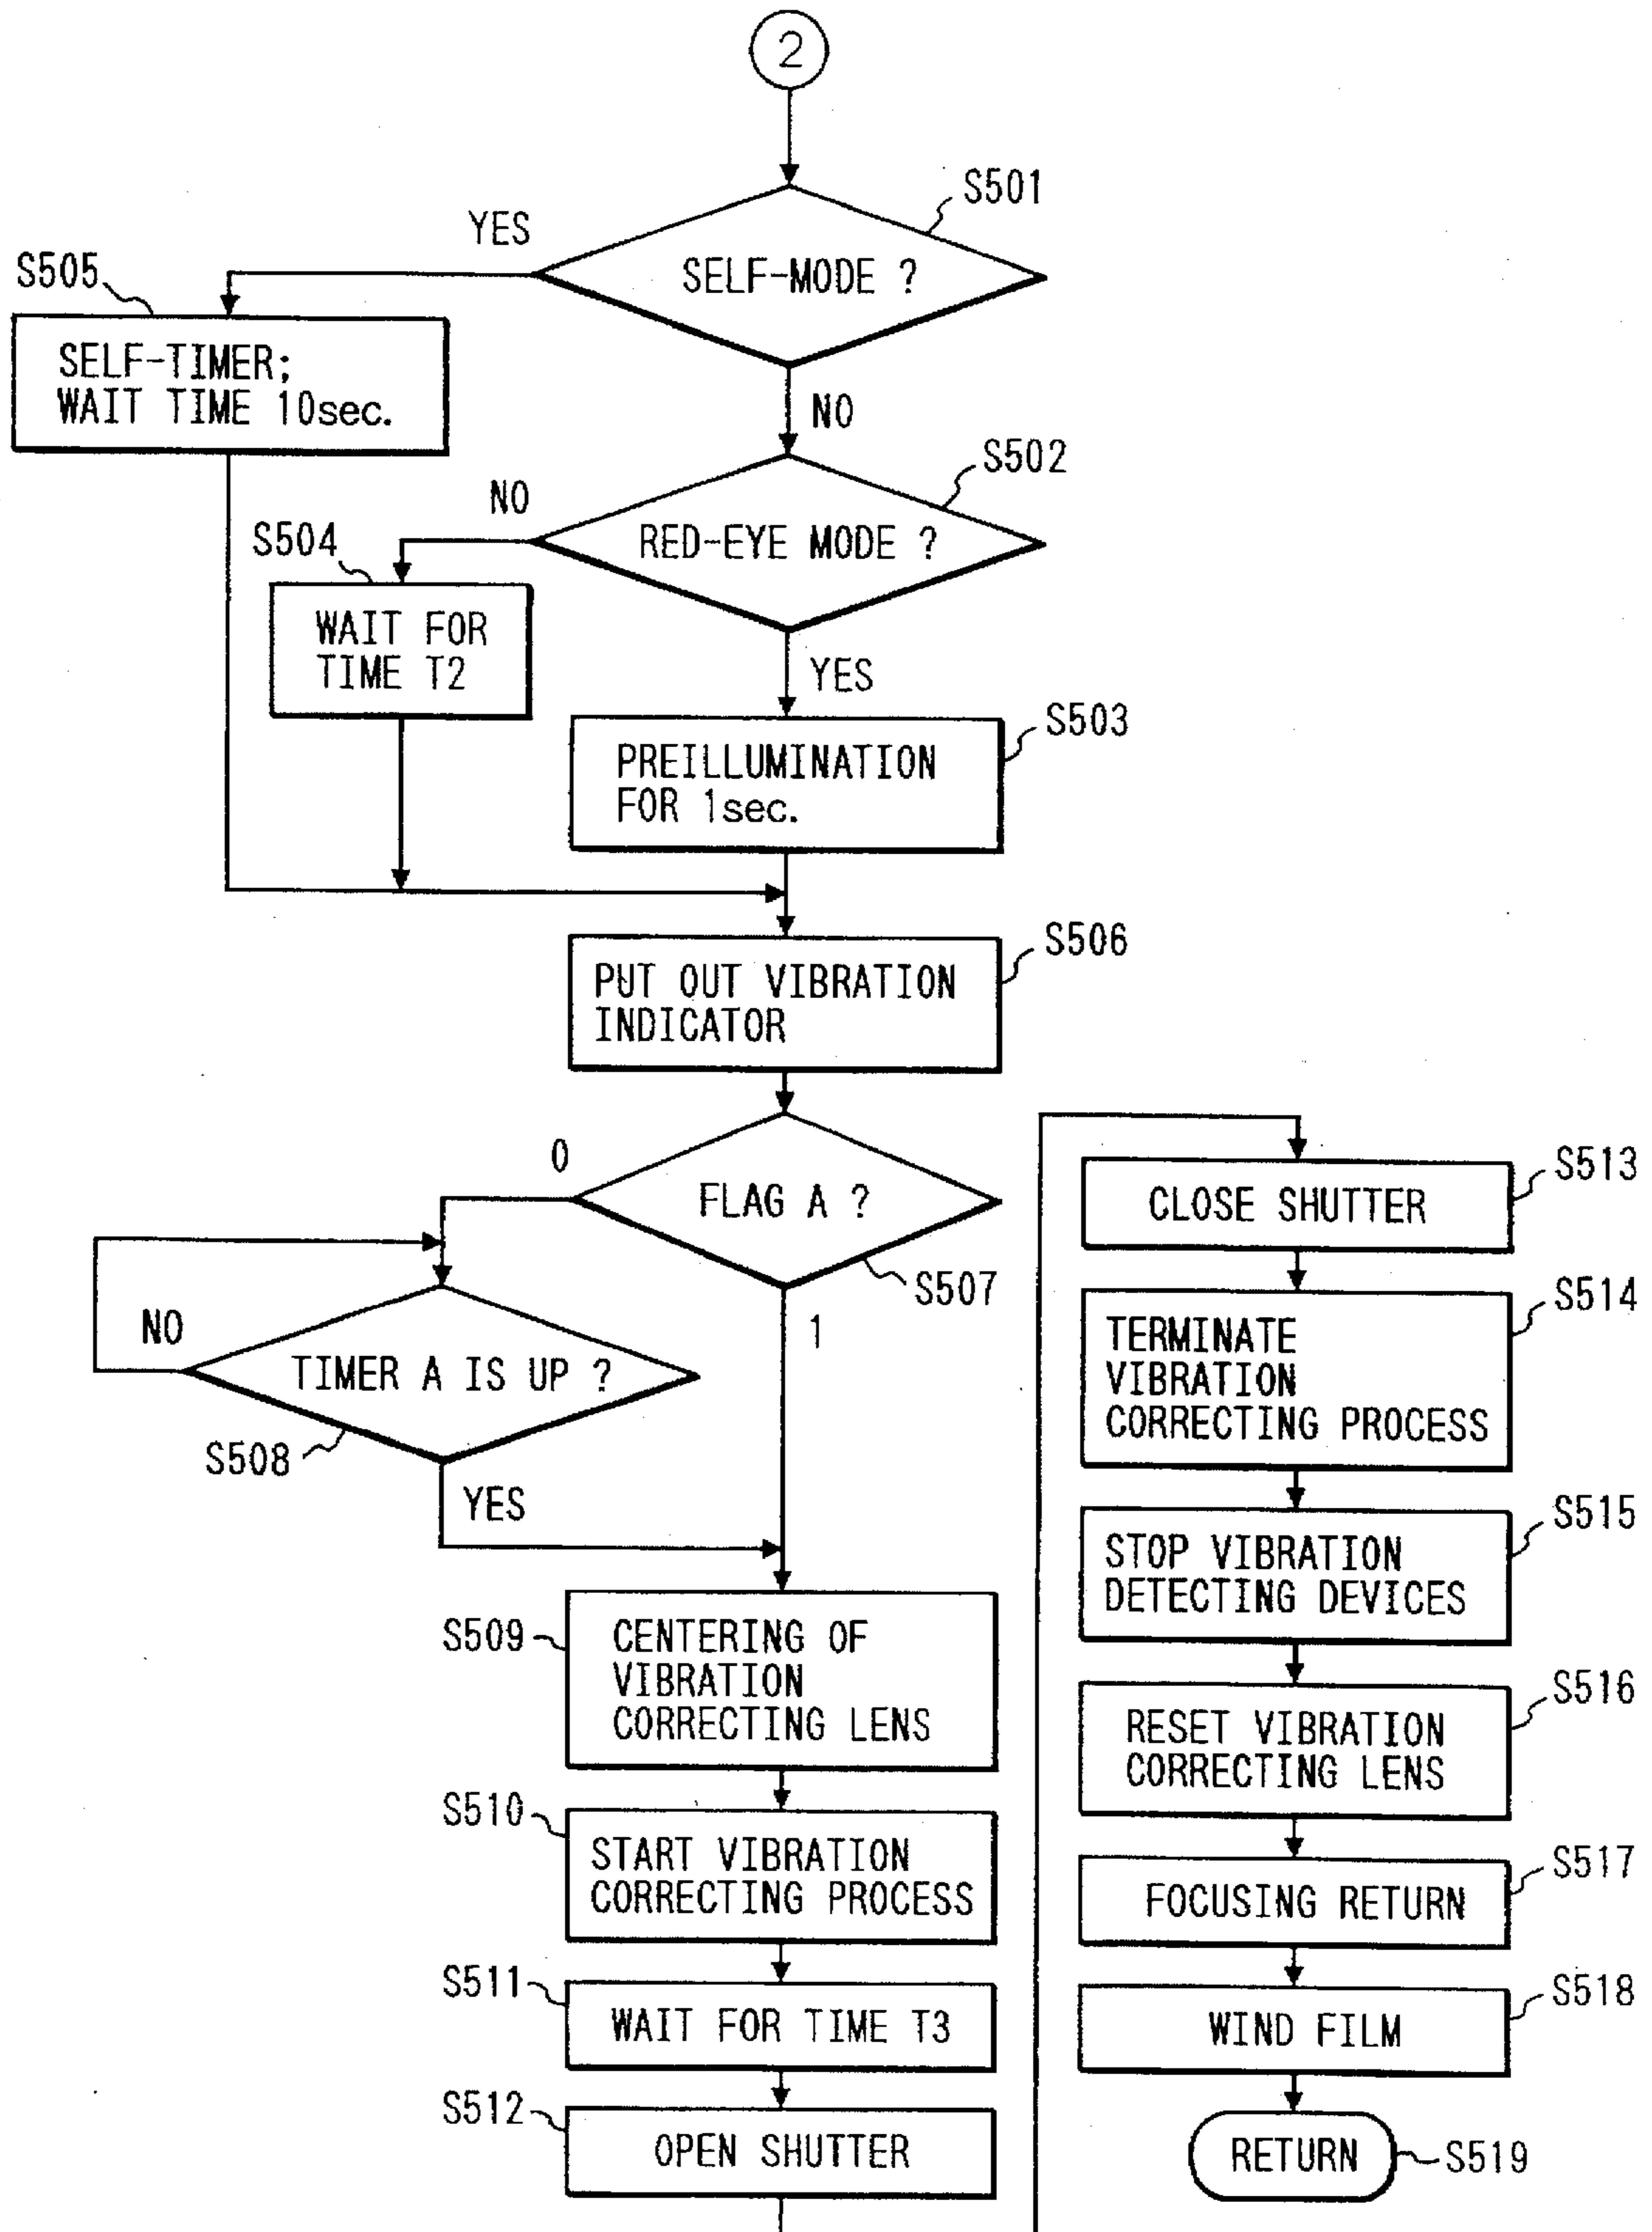 2
S501
YES
SELF-MODE ?
S505
SELF-TIMER;
WAIT TIME 10sec.
NO
S502
NO
RED-EYE MODE ?
S504
WAIT FOR
TIME T2
YES
S503
PREILLUMINATION
FOR 1sec.
S506
PUT OUT VIBRATION
INDICATOR
0
FLAG A ?
S507
1
NO
TIMER A IS UP ?
S508
YES
S509
CENTERING OF
VIBRATION
CORRECTING LENS
S510
START VIBRATION
CORRECTING PROCESS
S511
WAIT FOR TIME T3
S512
OPEN SHUTTER
S513
CLOSE SHUTTER
S514
TERMINATE
VIBRATION
CORRECTING PROCESS
S515
STOP VIBRATION
DETECTING DEVICES
S516
RESET VIBRATION
CORRECTING LENS
S517
FOCUSING RETURN
S518
WIND FILM
RETURN
S519